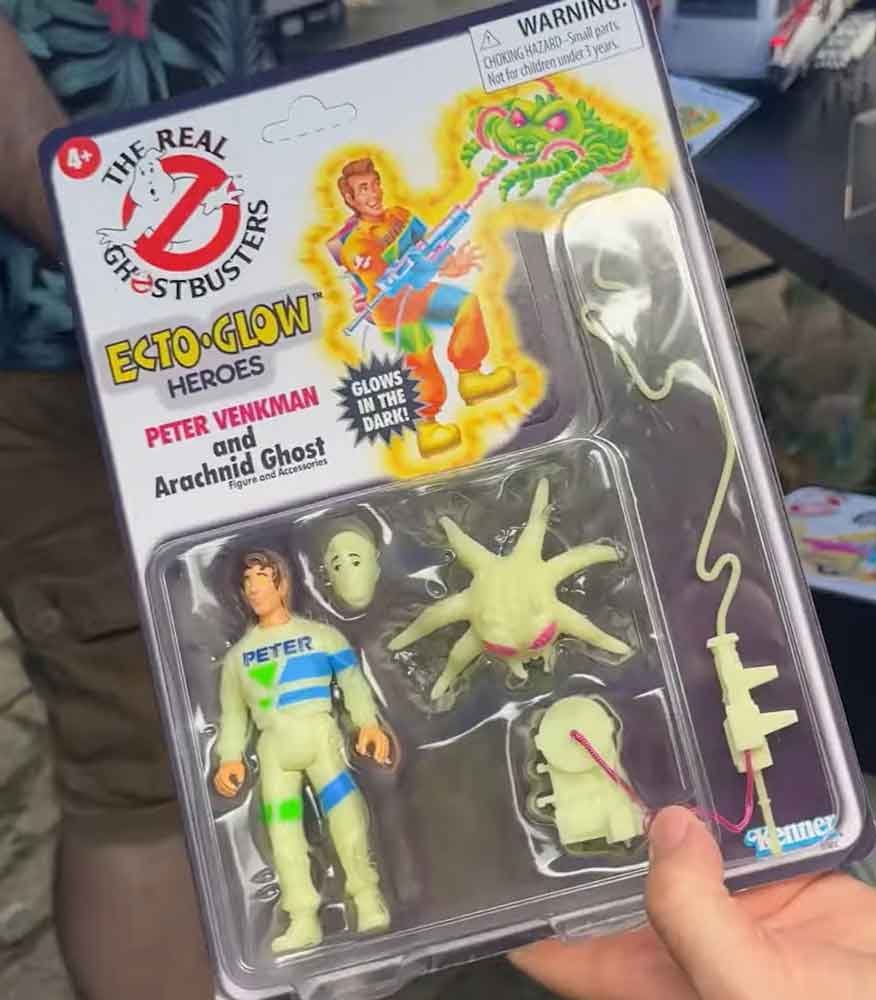 WARNING:
CHOKING HAZARD-Small parts.
Not for children under 3 years.
4+
THE REAL
GHOSTBUSTERS
ECTO•GLOW™
HEROES
PETER VENKMAN
and
Arachnid Ghost
Figure and Accessories
GLOWS
IN THE
DARK!
PETER
Kenner